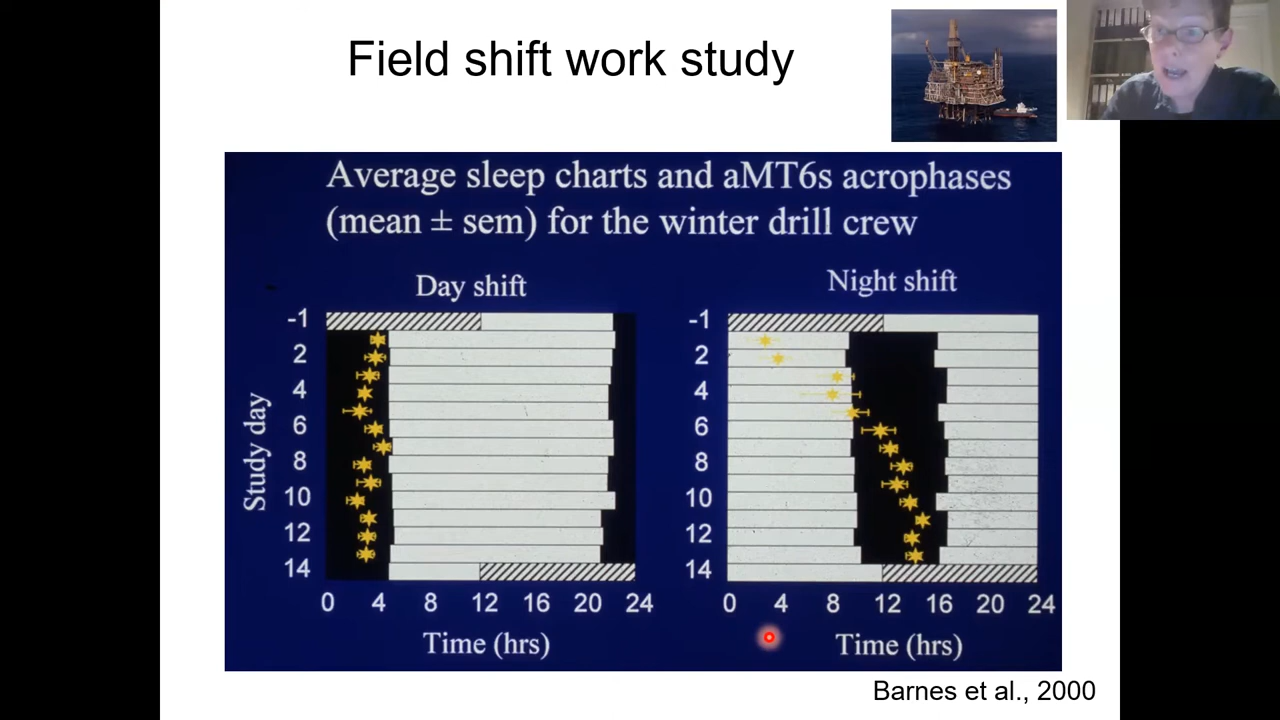 Field shift work study
Average sleep charts and aMT6s acrophases
(mean ± sem) for the winter drill crew
Day shift
Night shift
Study day
-1
2
4
6
8
10
12
14
0 4 8 12 16 20 24
Time (hrs)
-1
2
4
6
8
10
12
14
0 4 8 12 16 20 24
Time (hrs)
Barnes et al., 2000